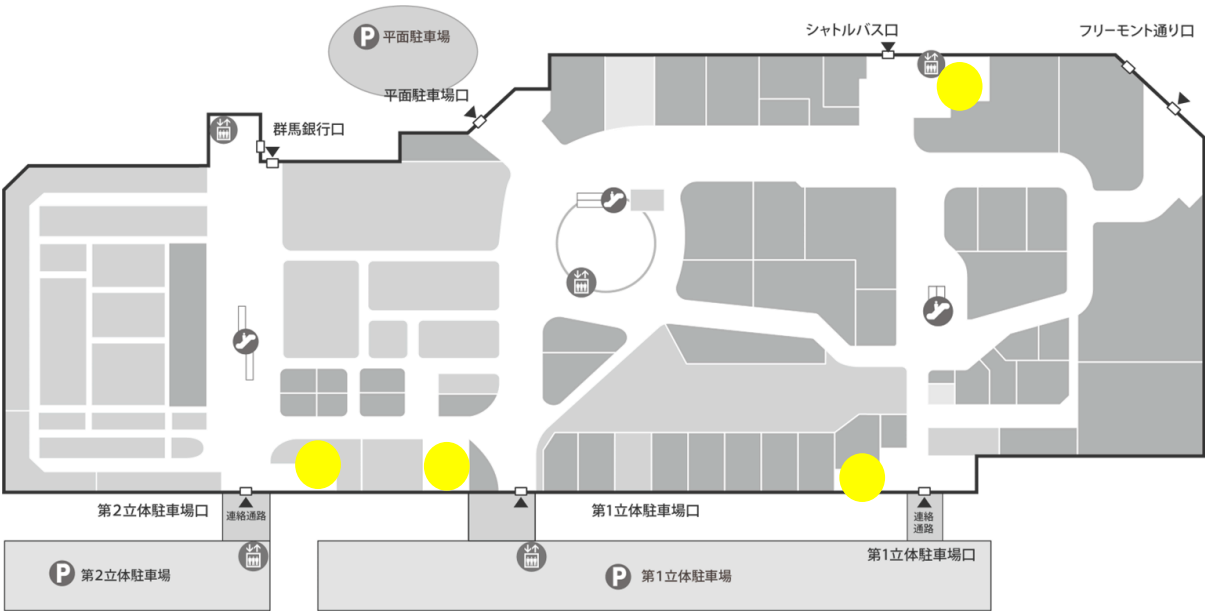 シャトルバス口
フリーモント通り口
P 平面駐車場
平面駐車場口
群馬銀行口
第2立体駐車場口
連絡通路
第1立体駐車場口
連絡
通路
第1立体駐車場口
P 第2立体駐車場
P 第1立体駐車場